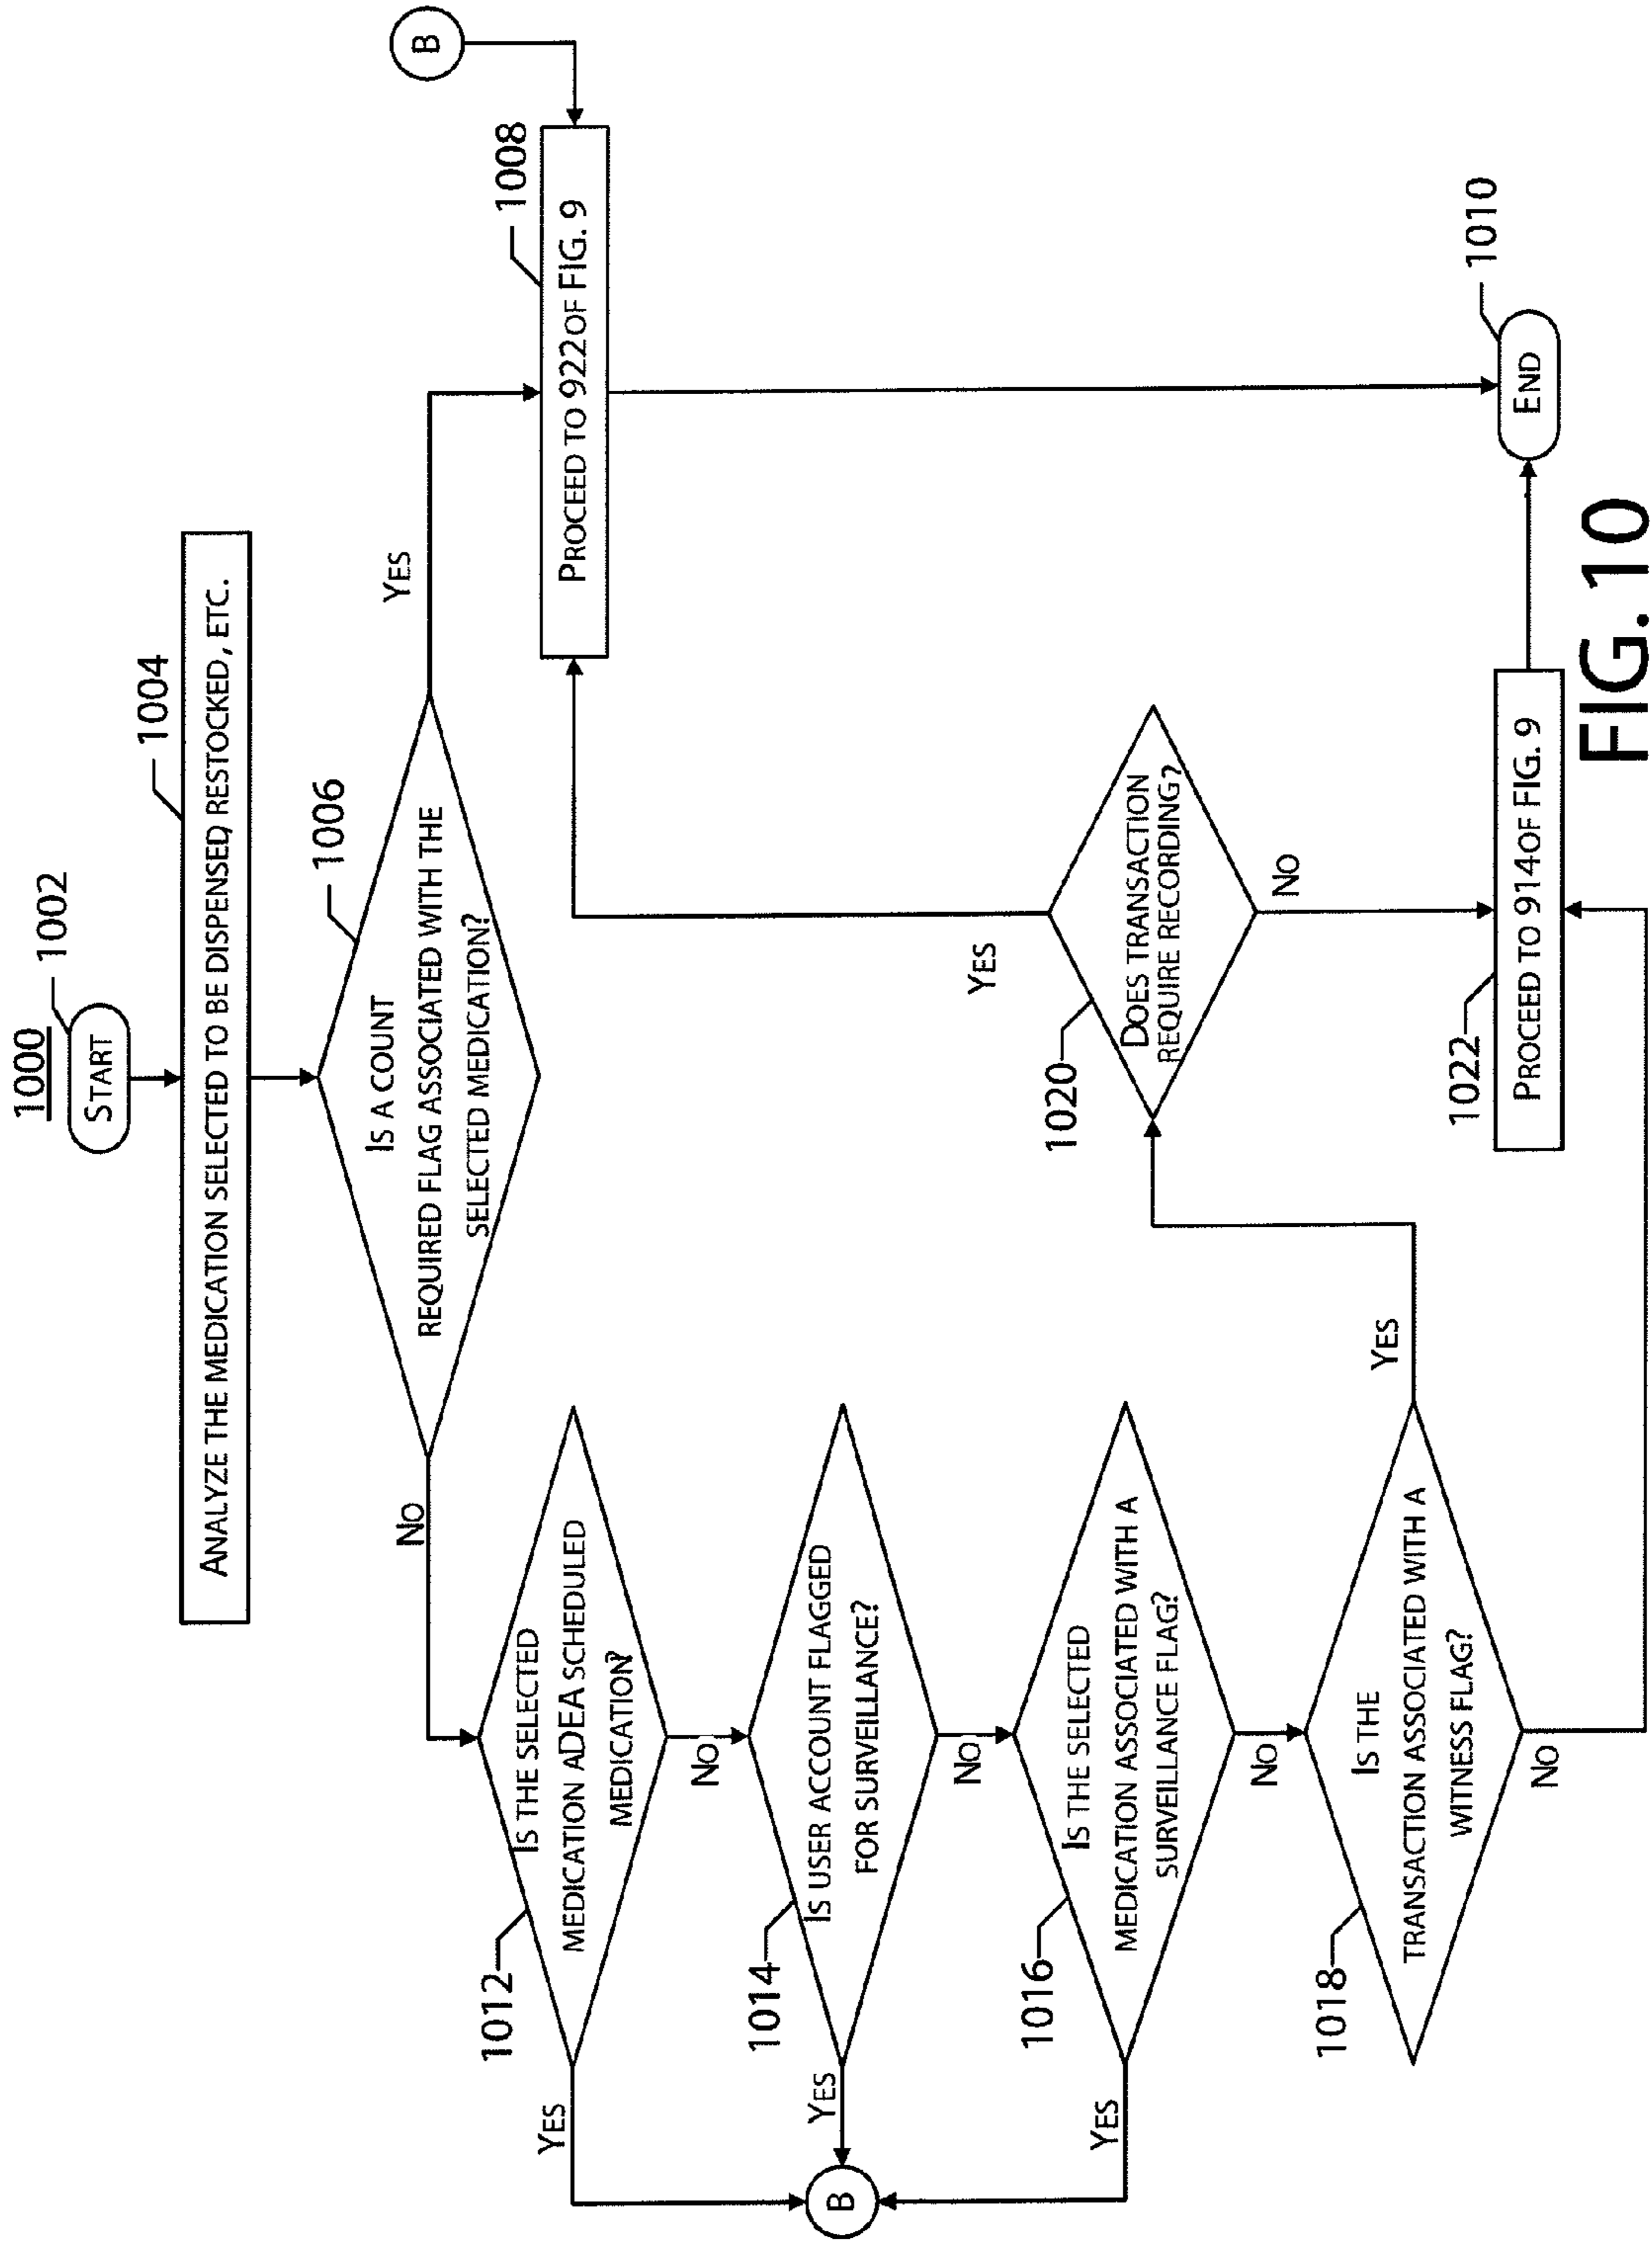 1000
1002
START
1004
ANALYZE THE MEDICATION SELECTED TO BE DISPENSED, RESTOCKED, ETC.
1006
IS A COUNT
REQUIRED FLAG ASSOCIATED WITH THE
SELECTED MEDICATION?
YES
NO
B
1008
PROCEED TO 922 OF FIG. 9
1012
IS THE SELECTED
MEDICATION A DEA SCHEDULED
MEDICATION?
YES
NO
1014
IS USER ACCOUNT FLAGGED
FOR SURVEILLANCE?
YES
B
NO
1016
IS THE SELECTED
MEDICATION ASSOCIATED WITH A
SURVEILLANCE FLAG?
YES
NO
1018
IS THE
TRANSACTION ASSOCIATED WITH A
WITNESS FLAG?
YES
NO
1020
DOES TRANSACTION
REQUIRE RECORDING?
YES
NO
1022
PROCEED TO 914 OF FIG. 9
1010
END
FIG. 10